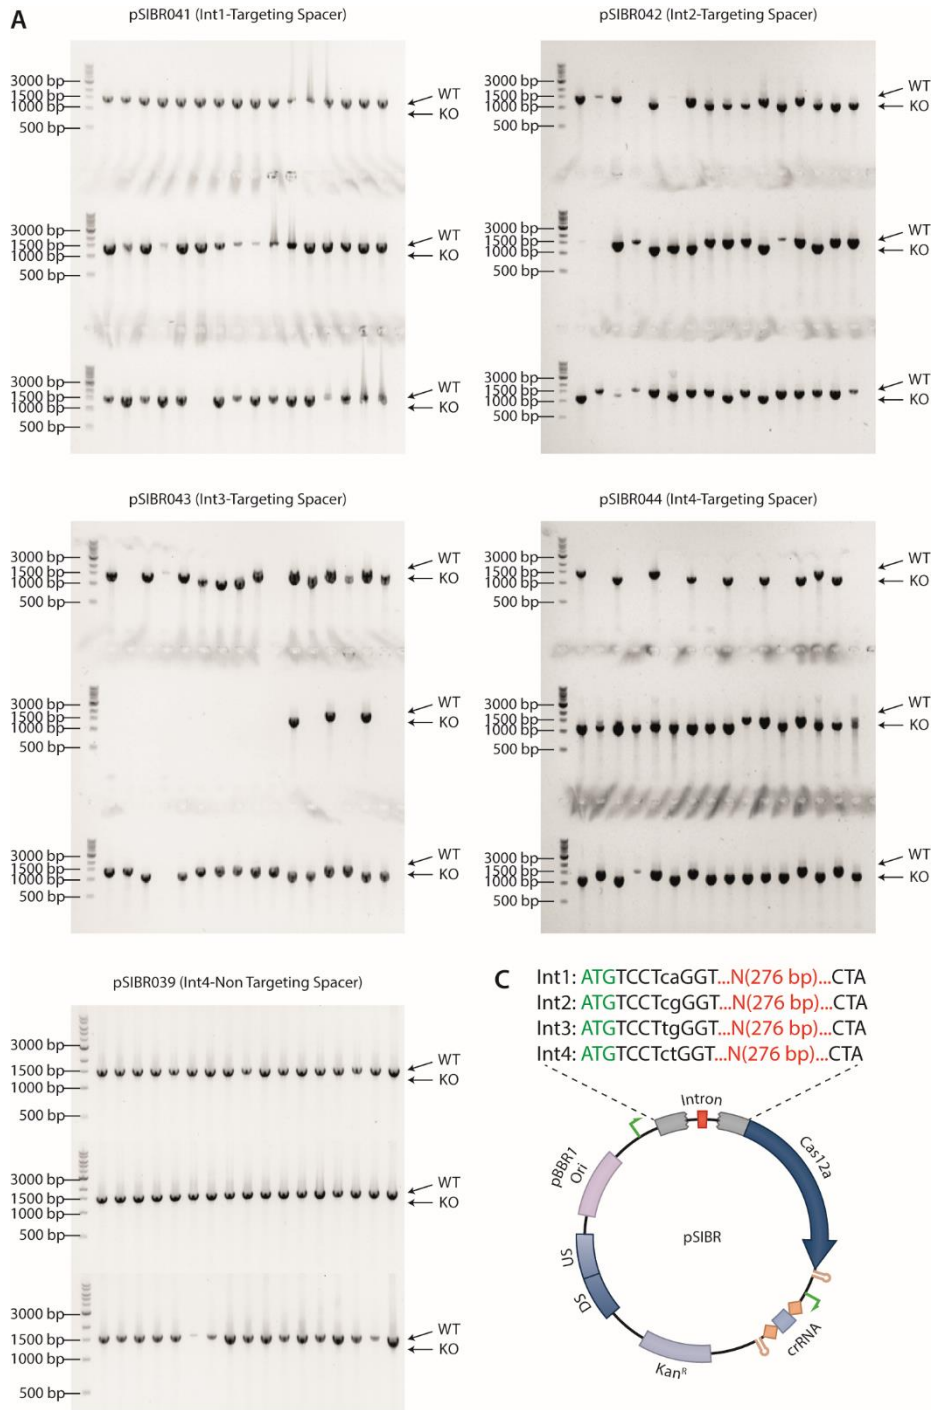 A
pSIBR041 (Int1-Targeting Spacer)
3000 bp
1500 bp
1000 bp
500 bp
WT
KO
3000 bp
1500 bp
1000 bp
500 bp
WT
KO
3000 bp
1500 bp
1000 bp
500 bp
WT
KO
pSIBR042 (Int2-Targeting Spacer)
3000 bp
1500 bp
1000 bp
500 bp
WT
KO
3000 bp
1500 bp
1000 bp
500 bp
WT
KO
3000 bp
1500 bp
1000 bp
500 bp
WT
KO
pSIBR043 (Int3-Targeting Spacer)
3000 bp
1500 bp
1000 bp
500 bp
WT
KO
3000 bp
1500 bp
1000 bp
500 bp
WT
KO
3000 bp
1500 bp
1000 bp
500 bp
WT
KO
pSIBR044 (Int4-Targeting Spacer)
3000 bp
1500 bp
1000 bp
500 bp
WT
KO
3000 bp
1500 bp
1000 bp
500 bp
WT
KO
3000 bp
1500 bp
1000 bp
500 bp
WT
KO
pSIBR039 (Int4-Non Targeting Spacer)
3000 bp
1500 bp
1000 bp
500 bp
WT
KO
3000 bp
1500 bp
1000 bp
500 bp
WT
KO
3000 bp
1500 bp
1000 bp
500 bp
WT
KO
C
Int1: ATGTCCTcaGGT...N(276 bp)...CTA
Int2: ATGTCCTcgGGT...N(276 bp)...CTA
Int3: ATGTCCTtgGGT...N(276 bp)...CTA
Int4: ATGTCCTctGGT...N(276 bp)...CTA
Intron
Cas12a
pBBR1
Ori
pSIBR
US
DS
crRNA
Kanᴿ